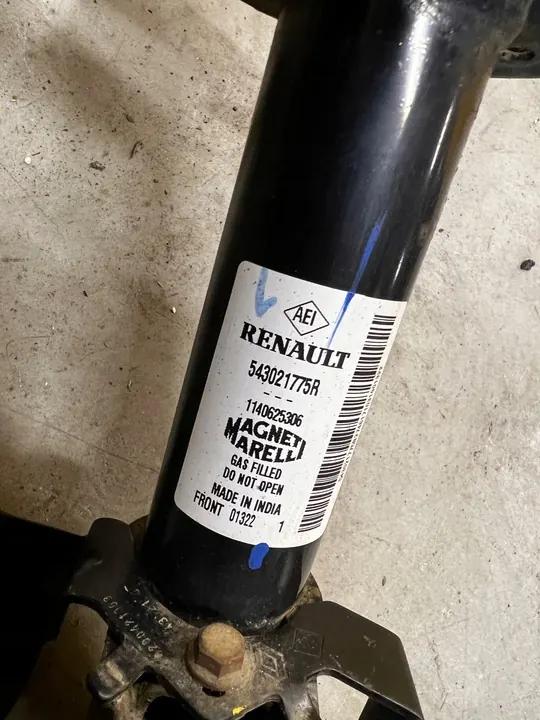 AEI
RENAULT
543021775R
---
1140625306
MAGNETI
MARELLI
GAS FILLED
DO NOT OPEN
MADE IN INDIA
FRONT 01322 1